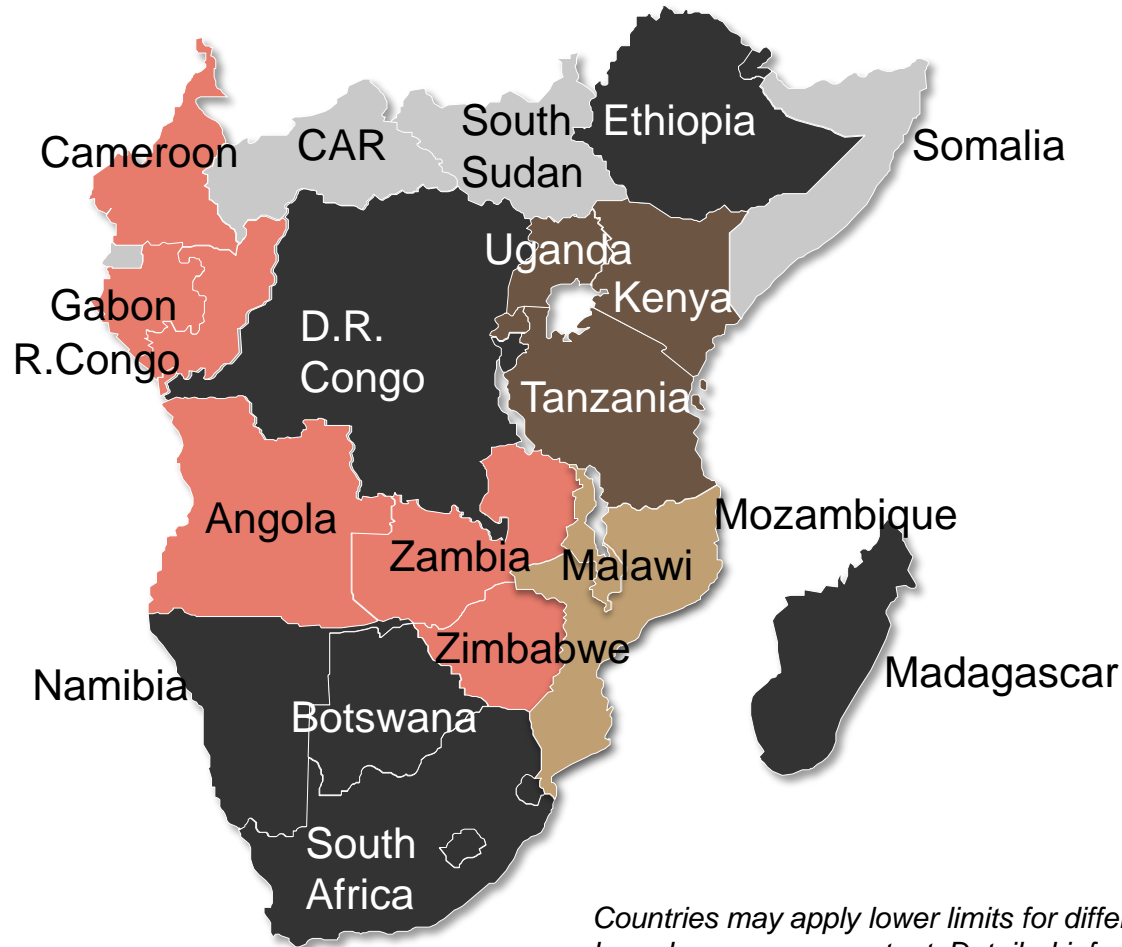 Cameroon
CAR
South
Sudan
Ethiopia
Somalia
Uganda
Kenya
Gabon
R.Congo
D.R.
Congo
Tanzania
Angola
Zambia
Malawi
Mozambique
Zimbabwe
Madagascar
Namibia
Botswana
South
Africa
Countries may apply lower limits for